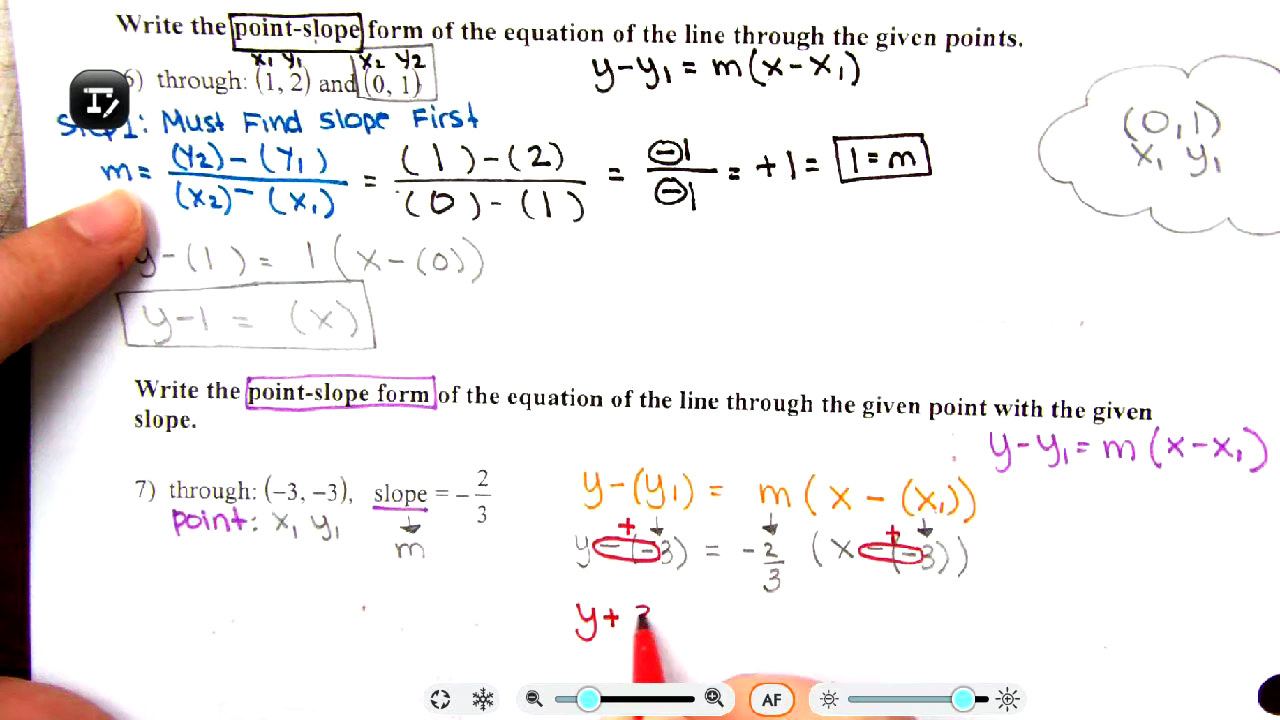 Write the point-slope form of the equation of the line through the given points.
x₁ y₁ x₂ y₂
6) through: (1, 2) and (0, 1)
y-y₁ = m(x-x₁)
(0,1)
x₁ y₁
Step 1: Must Find Slope First
m= (y₂)-(y₁) / (x₂)-(x₁) = (1)-(2) / (0)-(1) = -1 / -1 = +1 = 1=m
y-(1) = 1(x-(0))
y-1 = (x)
Write the point-slope form of the equation of the line through the given point with the given
slope.
y-y₁=m(x-x₁)
7) through: (−3, −3), slope = − 2/3
point: x₁ y₁
m
y-(y₁) = m(x-(x₁))
+ +
y-(-3) = -2/3 (x-(-3))
y+ 3
AF